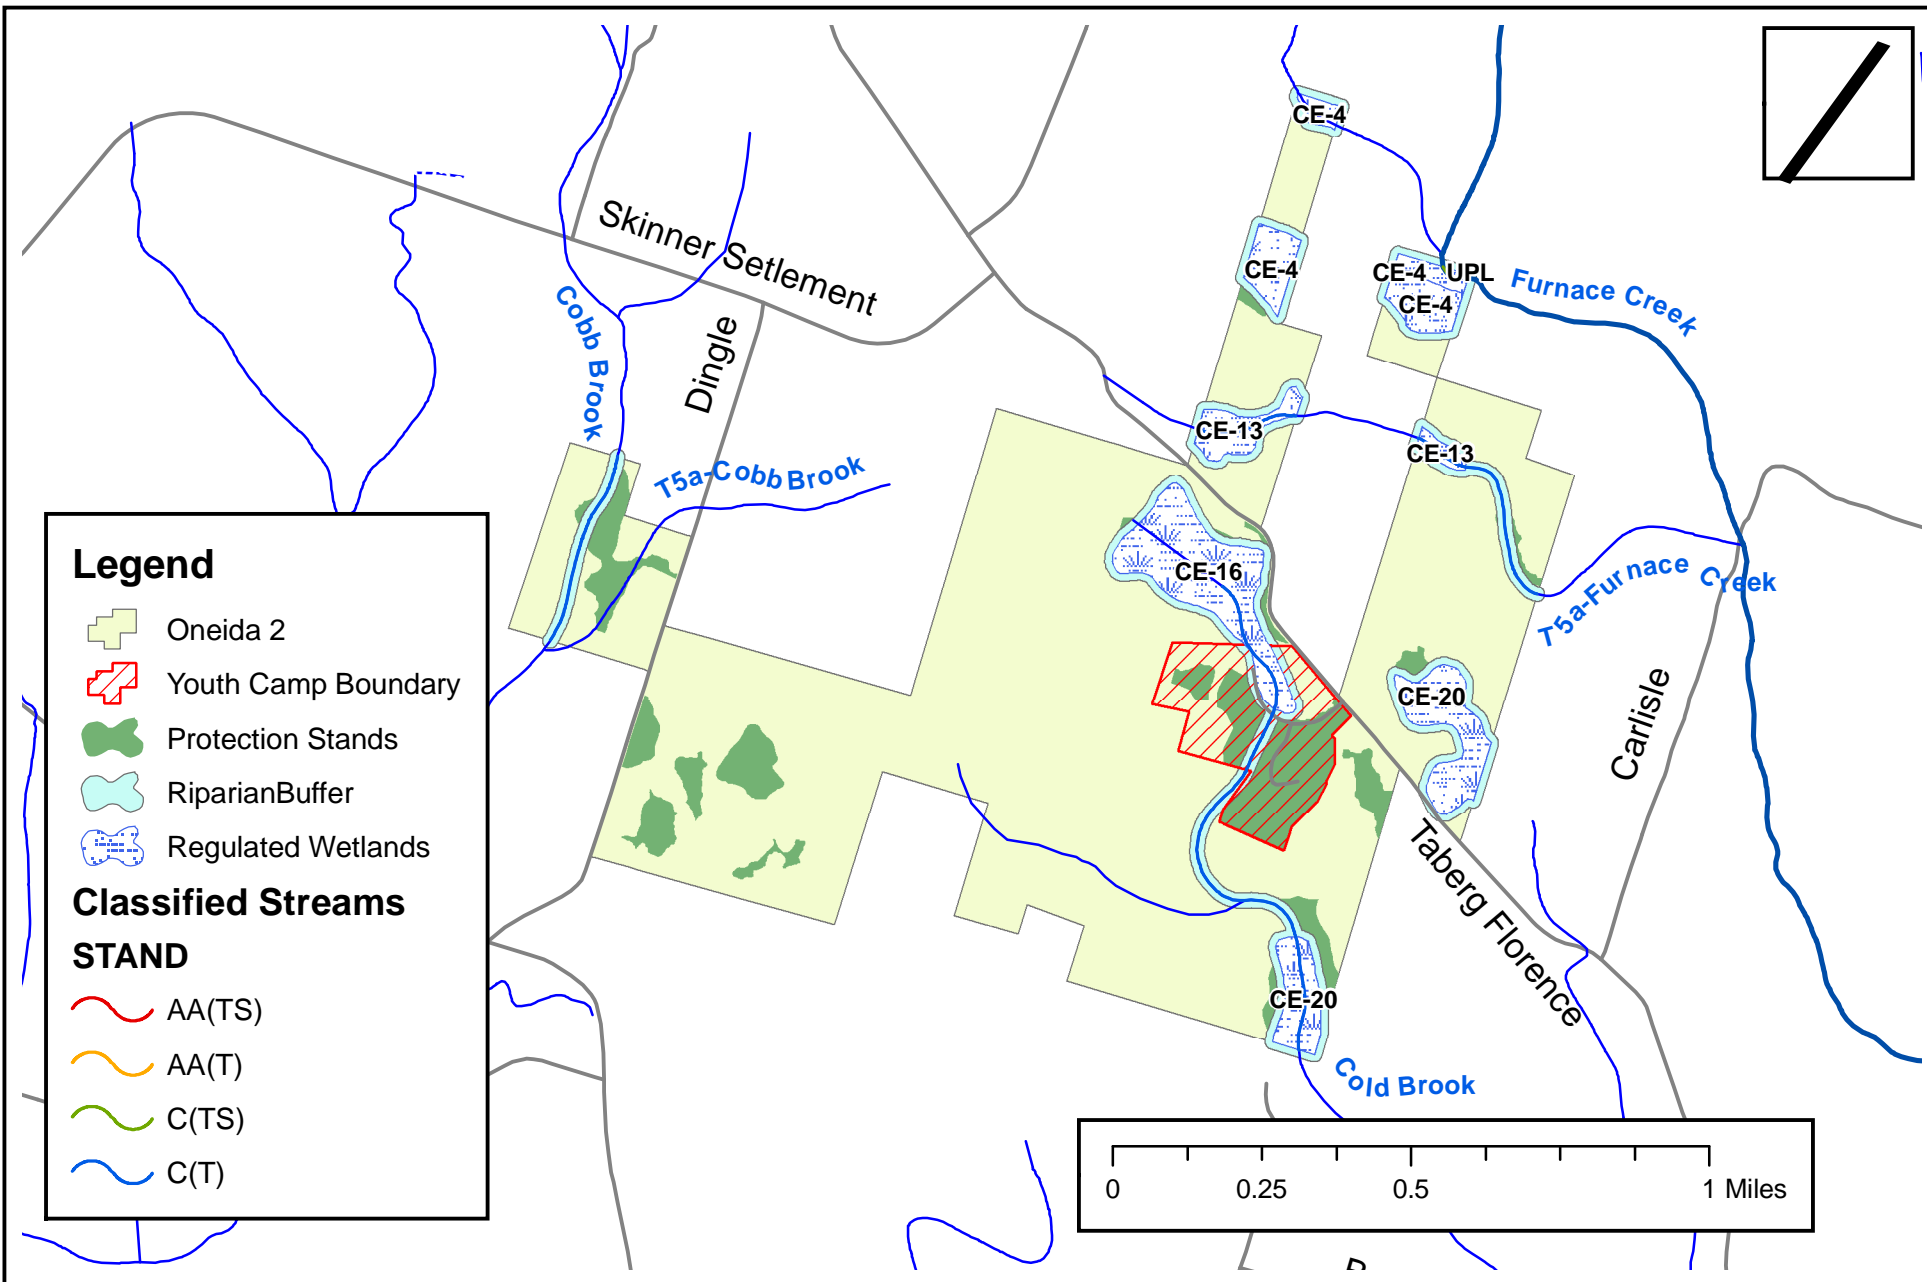 CE-4
Skinner Setlement
CE-4
CE-4 UPL
CE-4
Furnace Creek
Cobb Brook
Dingle
CE-13
CE-13
T5a-Cobb Brook
CE-16
T5a-Furnace Creek
CE-20
Carlisle
Taberg Florence
CE-20
Cold Brook
Legend
Oneida 2
Youth Camp Boundary
Protection Stands
RiparianBuffer
Regulated Wetlands
Classified Streams
STAND
AA(TS)
AA(T)
C(TS)
C(T)
0 0.25 0.5 1 Miles